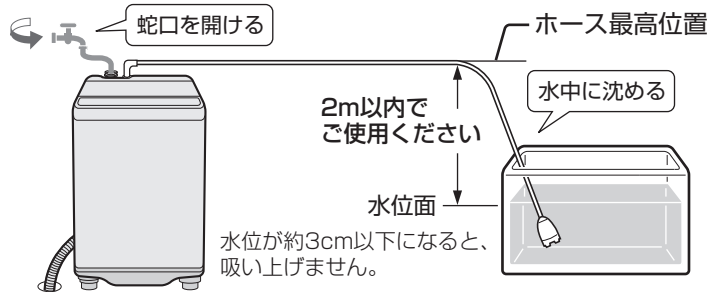 蛇口を開ける
ホース最高位置
水中に沈める
2m以内で
ご使用ください
水位面
水位が約3cm以下になると、
吸い上げません。